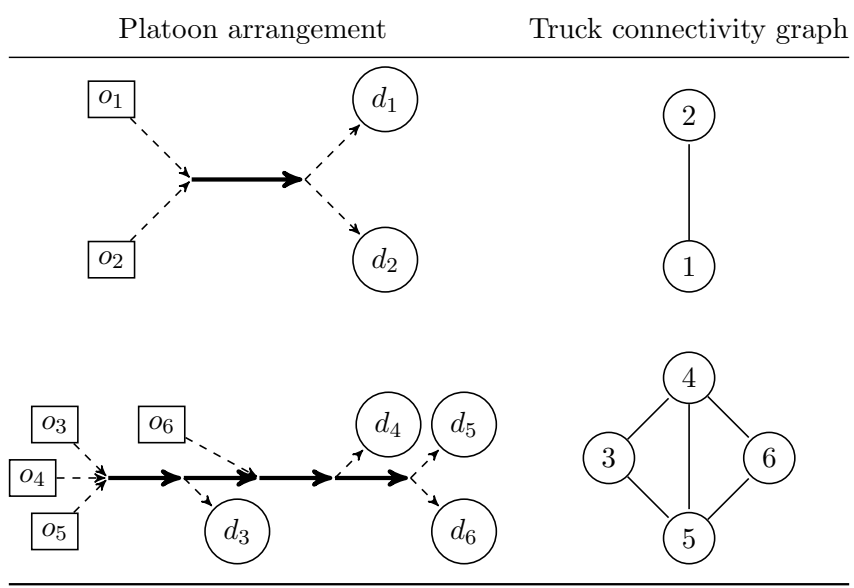 Platoon arrangement Truck connectivity graph
o₁ d₁ 2
o₂ d₂ 1
4
o₃ o₆ d₄ d₅
3 6
o₄
o₅ d₃ d₆ 5